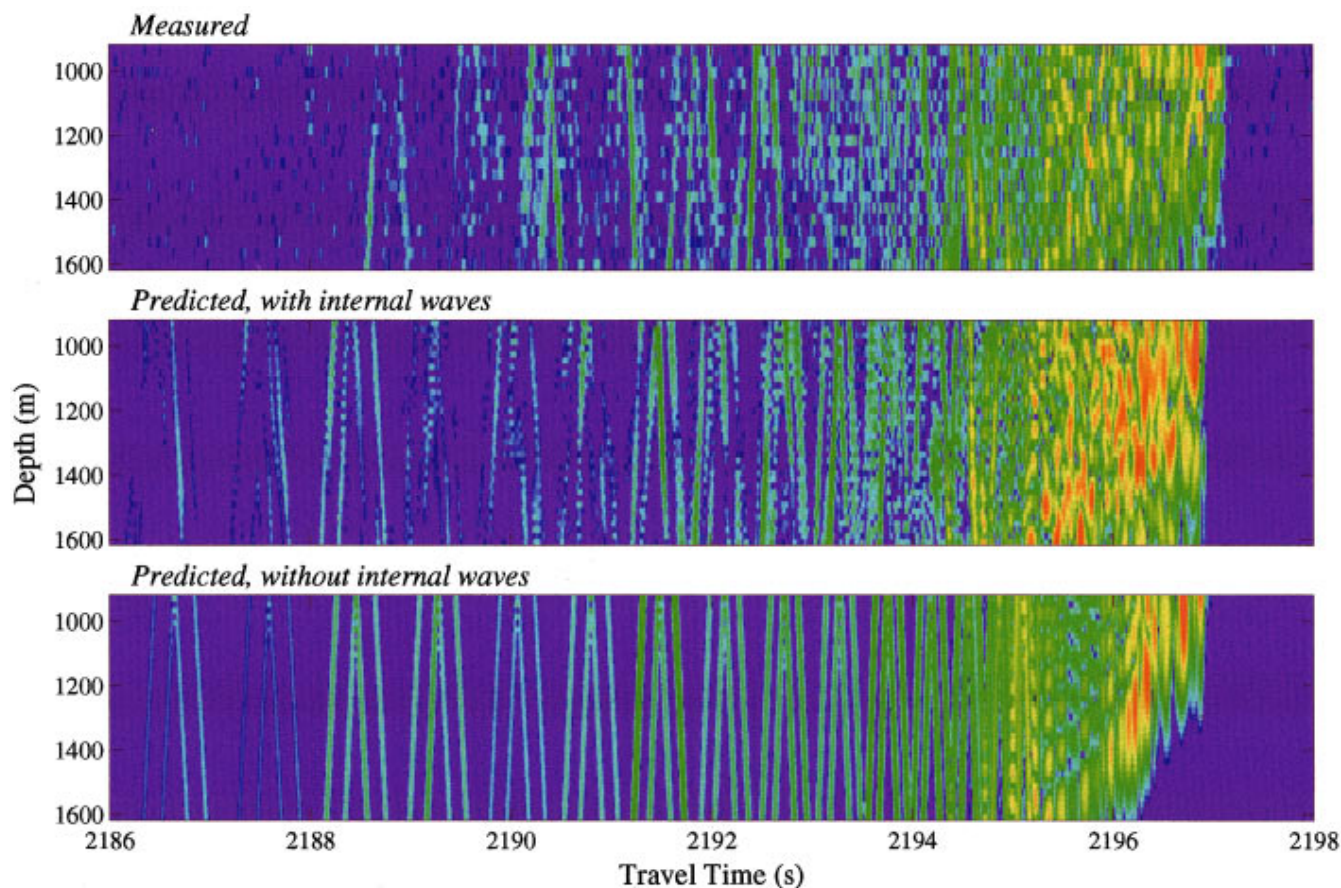 Measured
1000
1200
1400
1600
Predicted, with internal waves
1000
1200
1400
1600
Depth (m)
Predicted, without internal waves
1000
1200
1400
1600
2186 2188 2190 2192 2194 2196 2198
Travel Time (s)